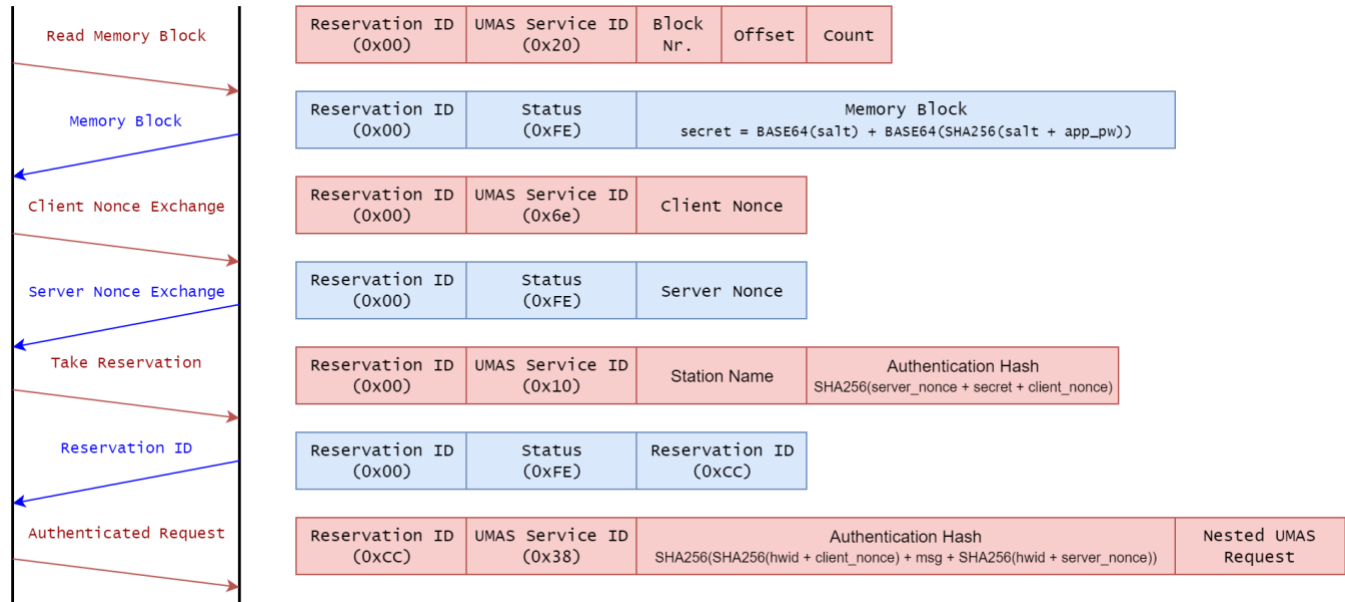 Read Memory Block
Reservation ID
(0x00)
UMAS Service ID
(0x20)
Block
Nr.
Offset
Count
Memory Block
Reservation ID
(0x00)
Status
(0xFE)
Memory Block
secret = BASE64(salt) + BASE64(SHA256(salt + app_pw))
Client Nonce Exchange
Reservation ID
(0x00)
UMAS Service ID
(0x6e)
Client Nonce
Server Nonce Exchange
Reservation ID
(0x00)
Status
(0xFE)
Server Nonce
Take Reservation
Reservation ID
(0x00)
UMAS Service ID
(0x10)
Station Name
Authentication Hash
SHA256(server_nonce + secret + client_nonce)
Reservation ID
Reservation ID
(0x00)
Status
(0xFE)
Reservation ID
(0xCC)
Authenticated Request
Reservation ID
(0xCC)
UMAS Service ID
(0x38)
Authentication Hash
SHA256(SHA256(hwid + client_nonce) + msg + SHA256(hwid + server_nonce))
Nested UMAS
Request